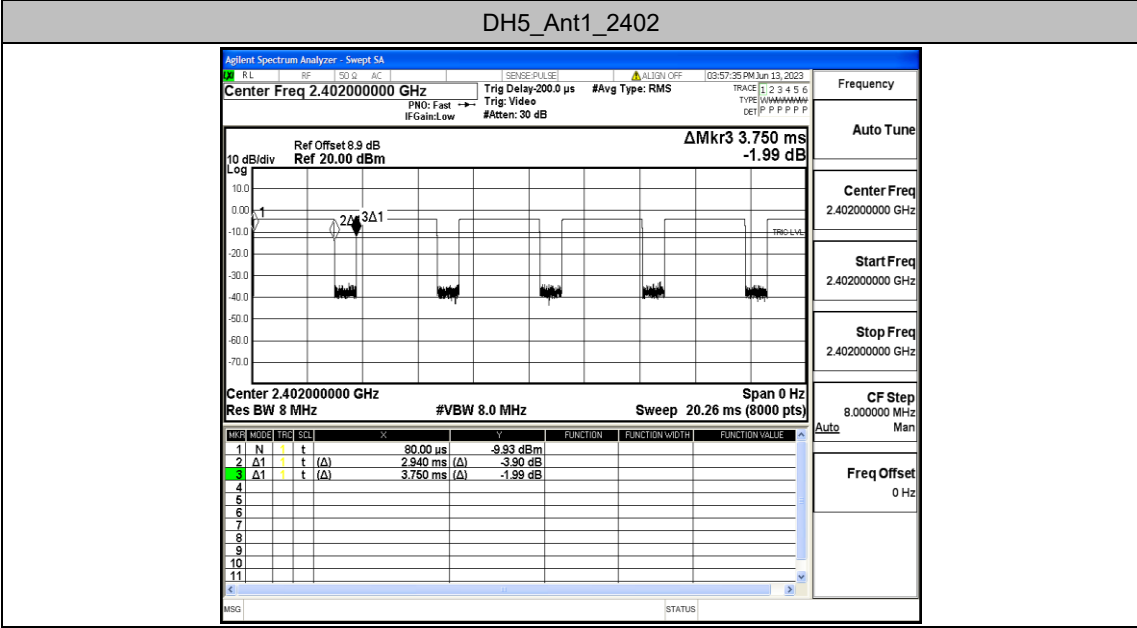 DH5_Ant1_2402
Agilent Spectrum Analyzer - Swept SA
RL RF 50 Ω AC SENSE:PULSE ALIGN OFF 03:57:35 PM Jun 13, 2023
Center Freq 2.402000000 GHz
PNO: Fast
IFGain:Low
Trig Delay-200.0 µs
Trig: Video
#Atten: 30 dB
#Avg Type: RMS
TRACE 1 2 3 4 5 6
TYPE
DET P P P P P P
ΔMkr3 3.750 ms
-1.99 dB
Ref Offset 8.9 dB
10 dB/div Ref 20.00 dBm
Log
10.0
0.00
-10.0
-20.0
-30.0
-40.0
-50.0
-60.0
-70.0
1
2Δ
3Δ1
TRIG LVL
Center 2.402000000 GHz Span 0 Hz
Res BW 8 MHz #VBW 8.0 MHz Sweep 20.26 ms (8000 pts)
MKR MODE TRC SCL X Y FUNCTION FUNCTION WIDTH FUNCTION VALUE
1 N 1 t 80.00 µs -9.93 dBm
2 Δ1 1 t (Δ) 2.940 ms (Δ) -3.90 dB
3 Δ1 1 t (Δ) 3.750 ms (Δ) -1.99 dB
4
5
6
7
8
9
10
11
MSG STATUS
Frequency
Auto Tune
Center Freq
2.402000000 GHz
Start Freq
2.402000000 GHz
Stop Freq
2.402000000 GHz
CF Step
8.000000 MHz
Auto Man
Freq Offset
0 Hz